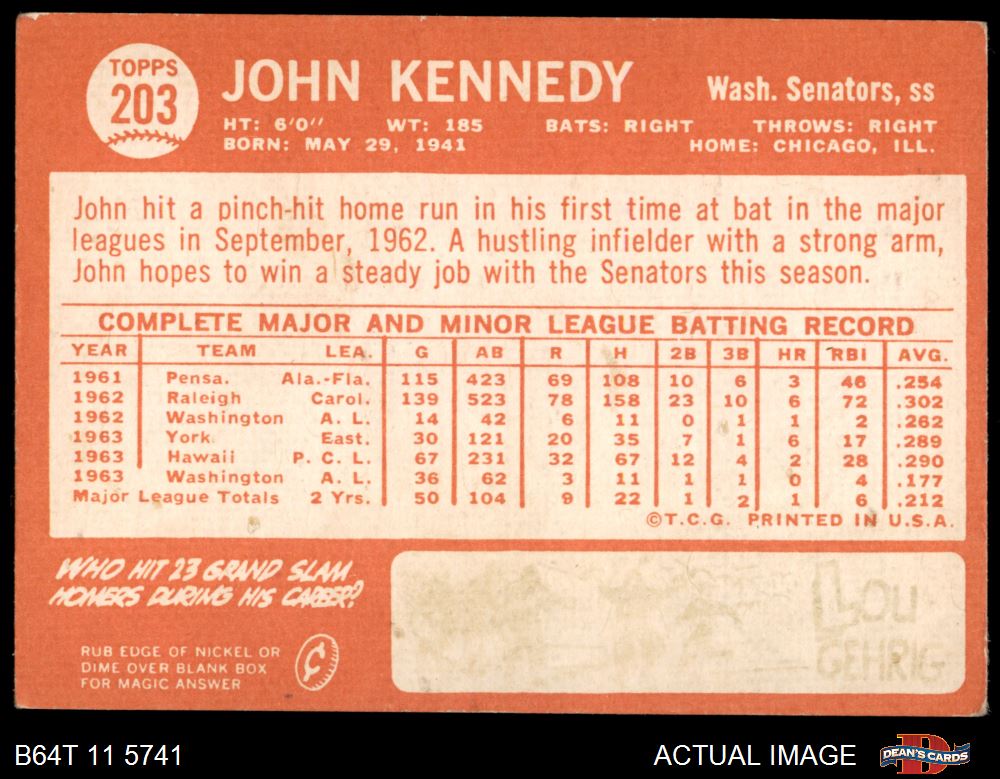 TOPPS
203
JOHN KENNEDY
Wash. Senators, ss
HT: 6'0" WT: 185 BATS: RIGHT THROWS: RIGHT
BORN: MAY 29, 1941 HOME: CHICAGO, ILL.
John hit a pinch-hit home run in his first time at bat in the major
leagues in September, 1962. A hustling infielder with a strong arm,
John hopes to win a steady job with the Senators this season.
COMPLETE MAJOR AND MINOR LEAGUE BATTING RECORD
YEAR TEAM LEA. G AB R H 2B 3B HR RBI AVG.
1961 Pensa. Ala.-Fla. 115 423 69 108 10 6 3 46 .254
1962 Raleigh Carol. 139 523 78 158 23 10 6 72 .302
1962 Washington A. L. 14 42 6 11 0 1 1 2 .262
1963 York East. 30 121 20 35 7 1 6 17 .289
1963 Hawaii P. C. L. 67 231 32 67 12 4 2 28 .290
1963 Washington A. L. 36 62 3 11 1 1 0 4 .177
Major League Totals 2 Yrs. 50 104 9 22 1 2 1 6 .212
©T.C.G. PRINTED IN U.S.A.
WHO HIT 23 GRAND SLAM
HOMERS DURING HIS CAREER?
RUB EDGE OF NICKEL OR
DIME OVER BLANK BOX
FOR MAGIC ANSWER
LOU
GEHRIG
B64T 11 5741 ACTUAL IMAGE DEAN'S CARDS